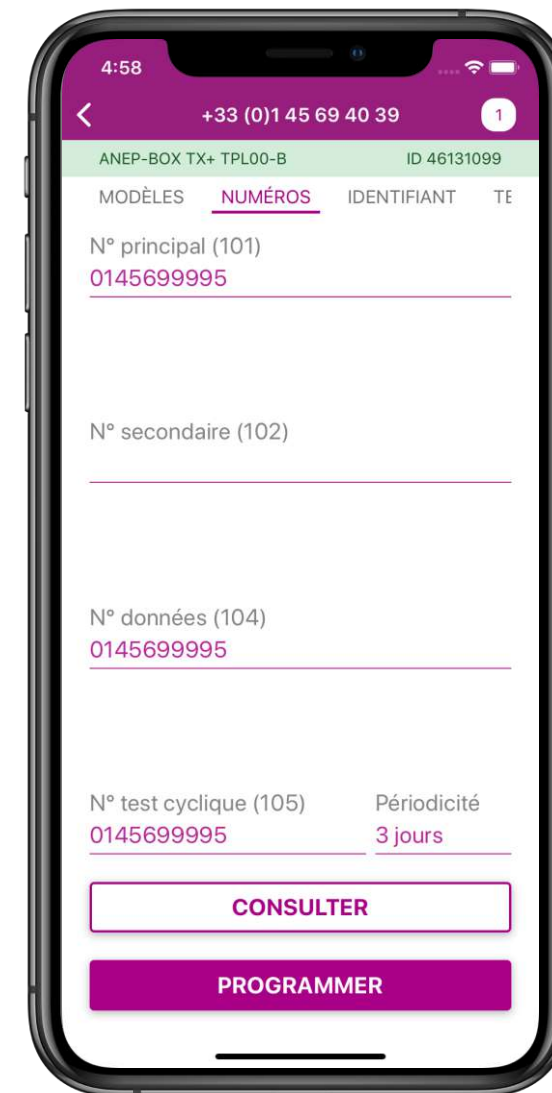 4:58
+33 (0)1 45 69 40 39 1
ANEP-BOX TX+ TPL00-B ID 46131099
MODÈLES NUMÉROS IDENTIFIANT TE
N° principal (101)
0145699995
N° secondaire (102)
N° données (104)
0145699995
N° test cyclique (105) Périodicité
0145699995 3 jours
CONSULTER
PROGRAMMER